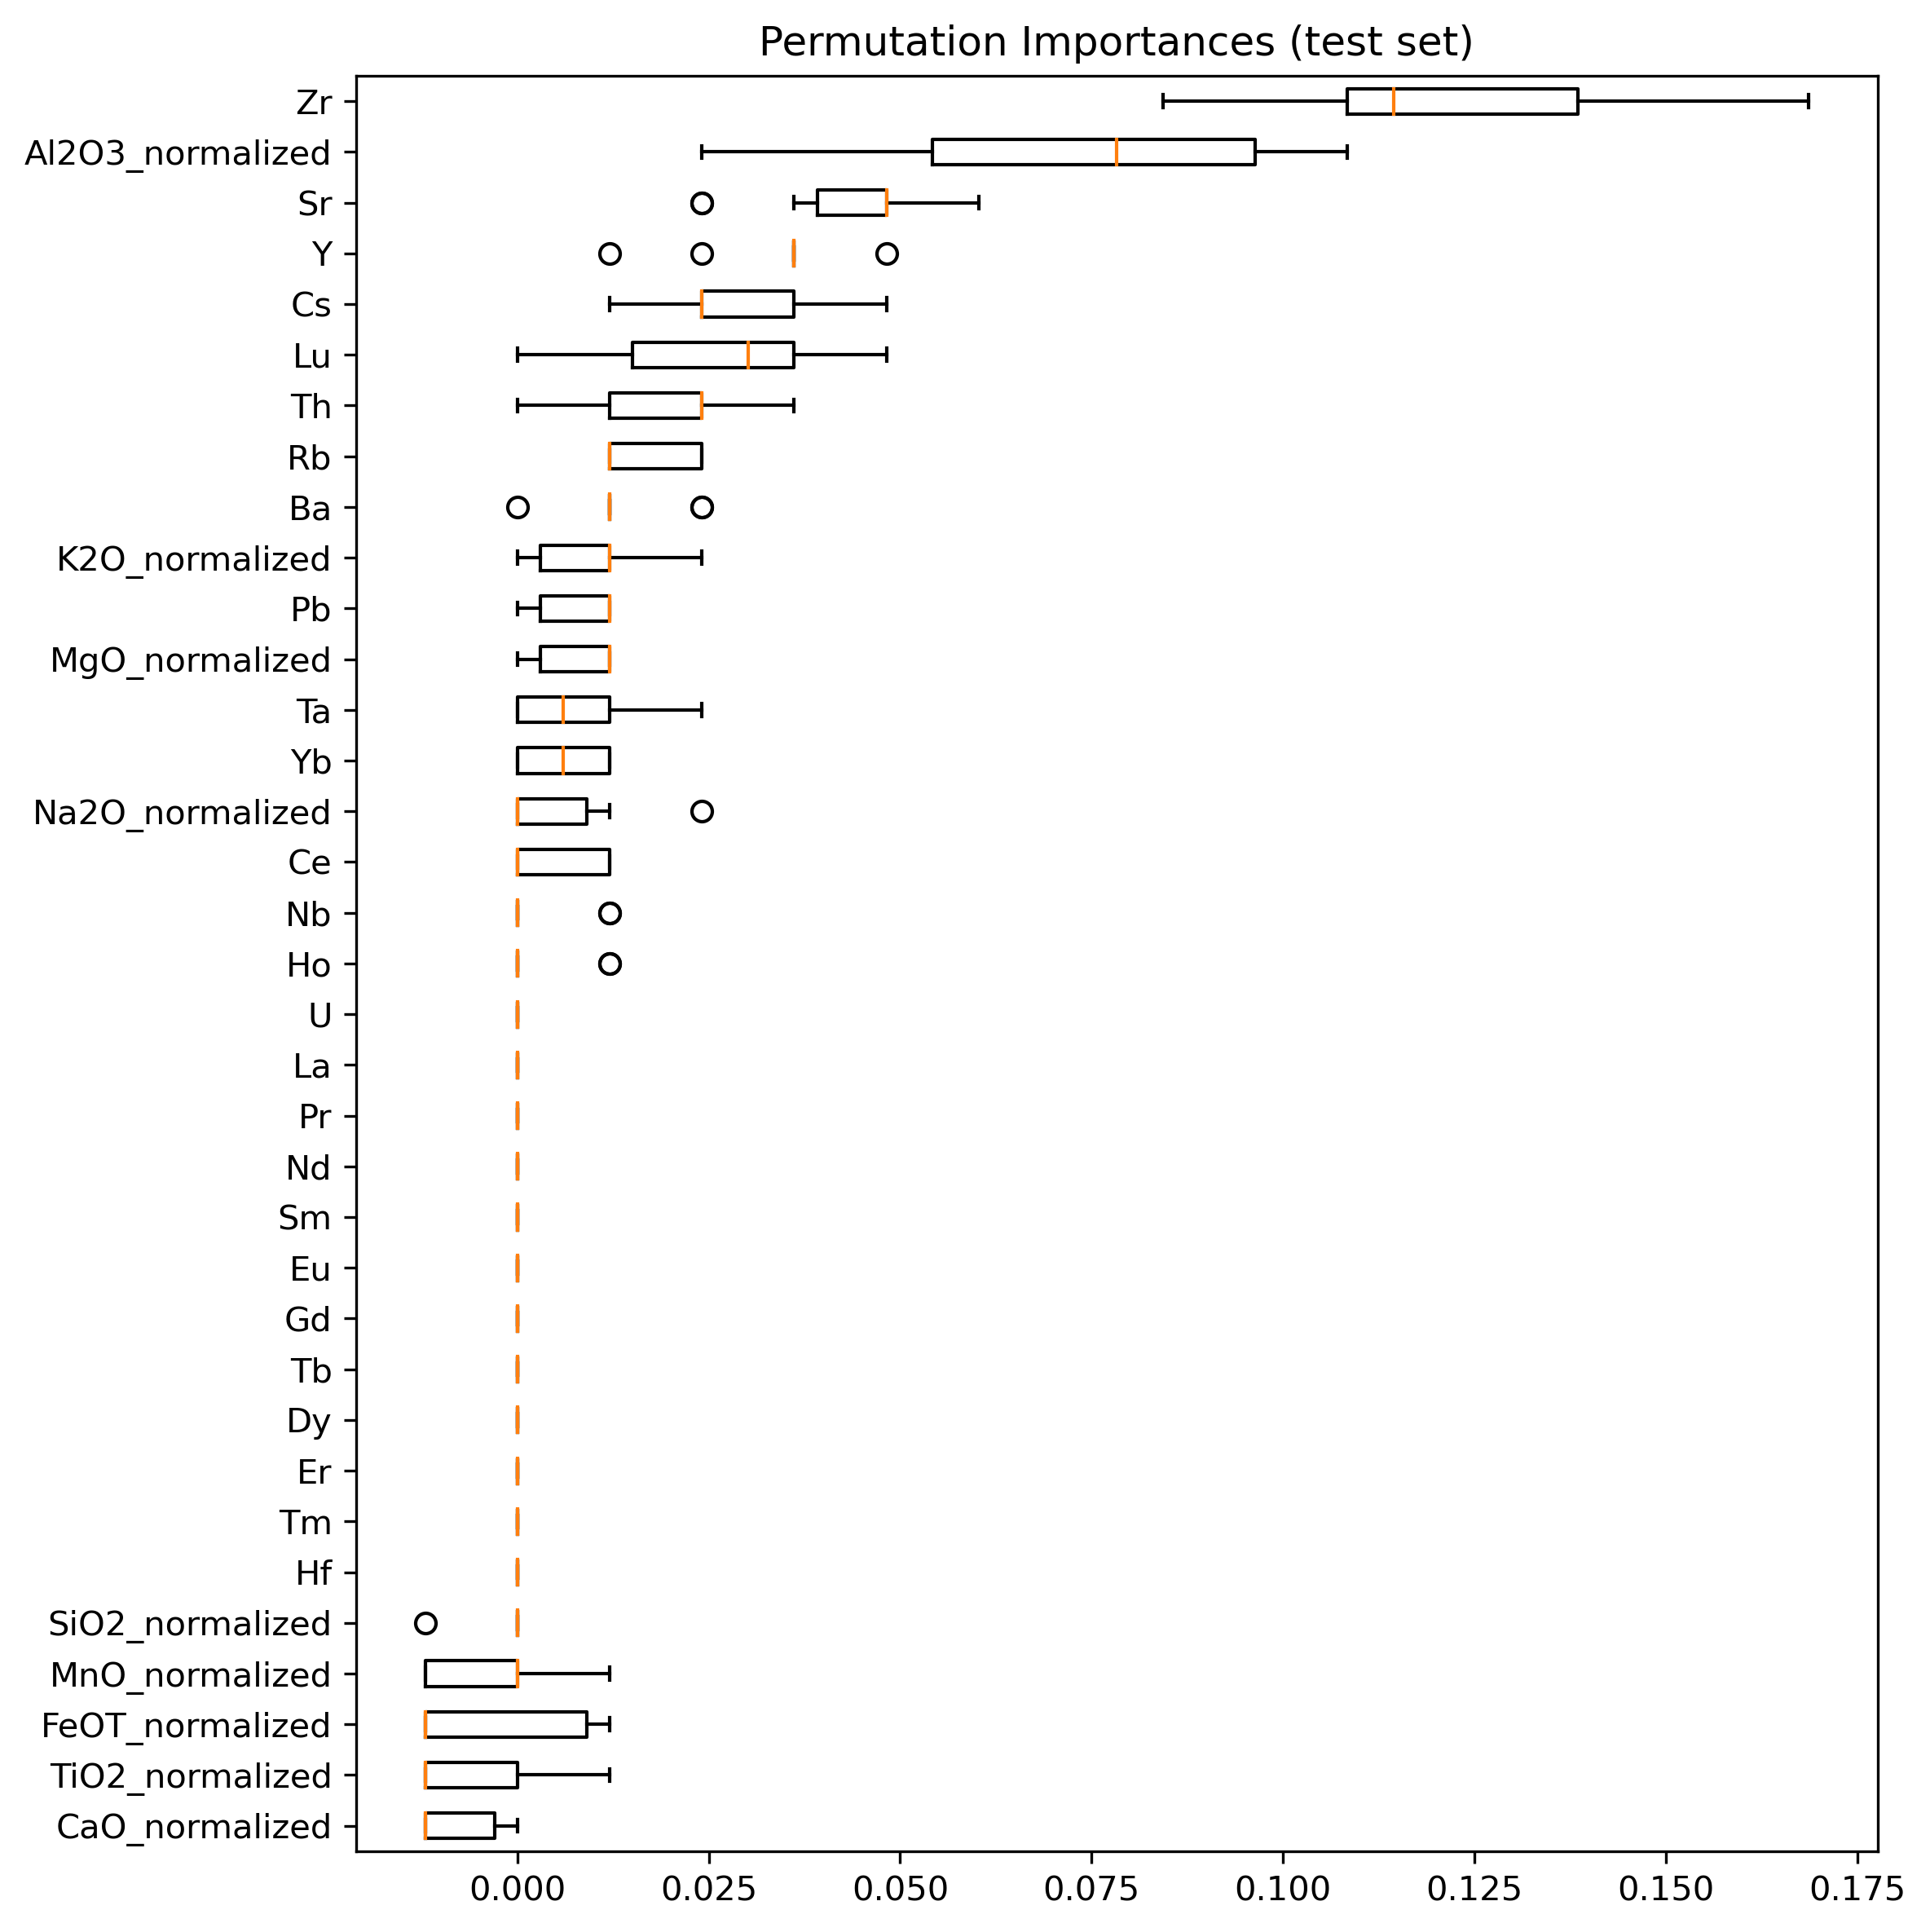 Permutation Importances (test set)
Zr
Al2O3_normalized
Sr
Y
Cs
Lu
Th
Rb
Ba
K2O_normalized
Pb
MgO_normalized
Ta
Yb
Na2O_normalized
Ce
Nb
Ho
U
La
Pr
Nd
Sm
Eu
Gd
Tb
Dy
Er
Tm
Hf
SiO2_normalized
MnO_normalized
FeOT_normalized
TiO2_normalized
CaO_normalized
0.000 0.025 0.050 0.075 0.100 0.125 0.150 0.175